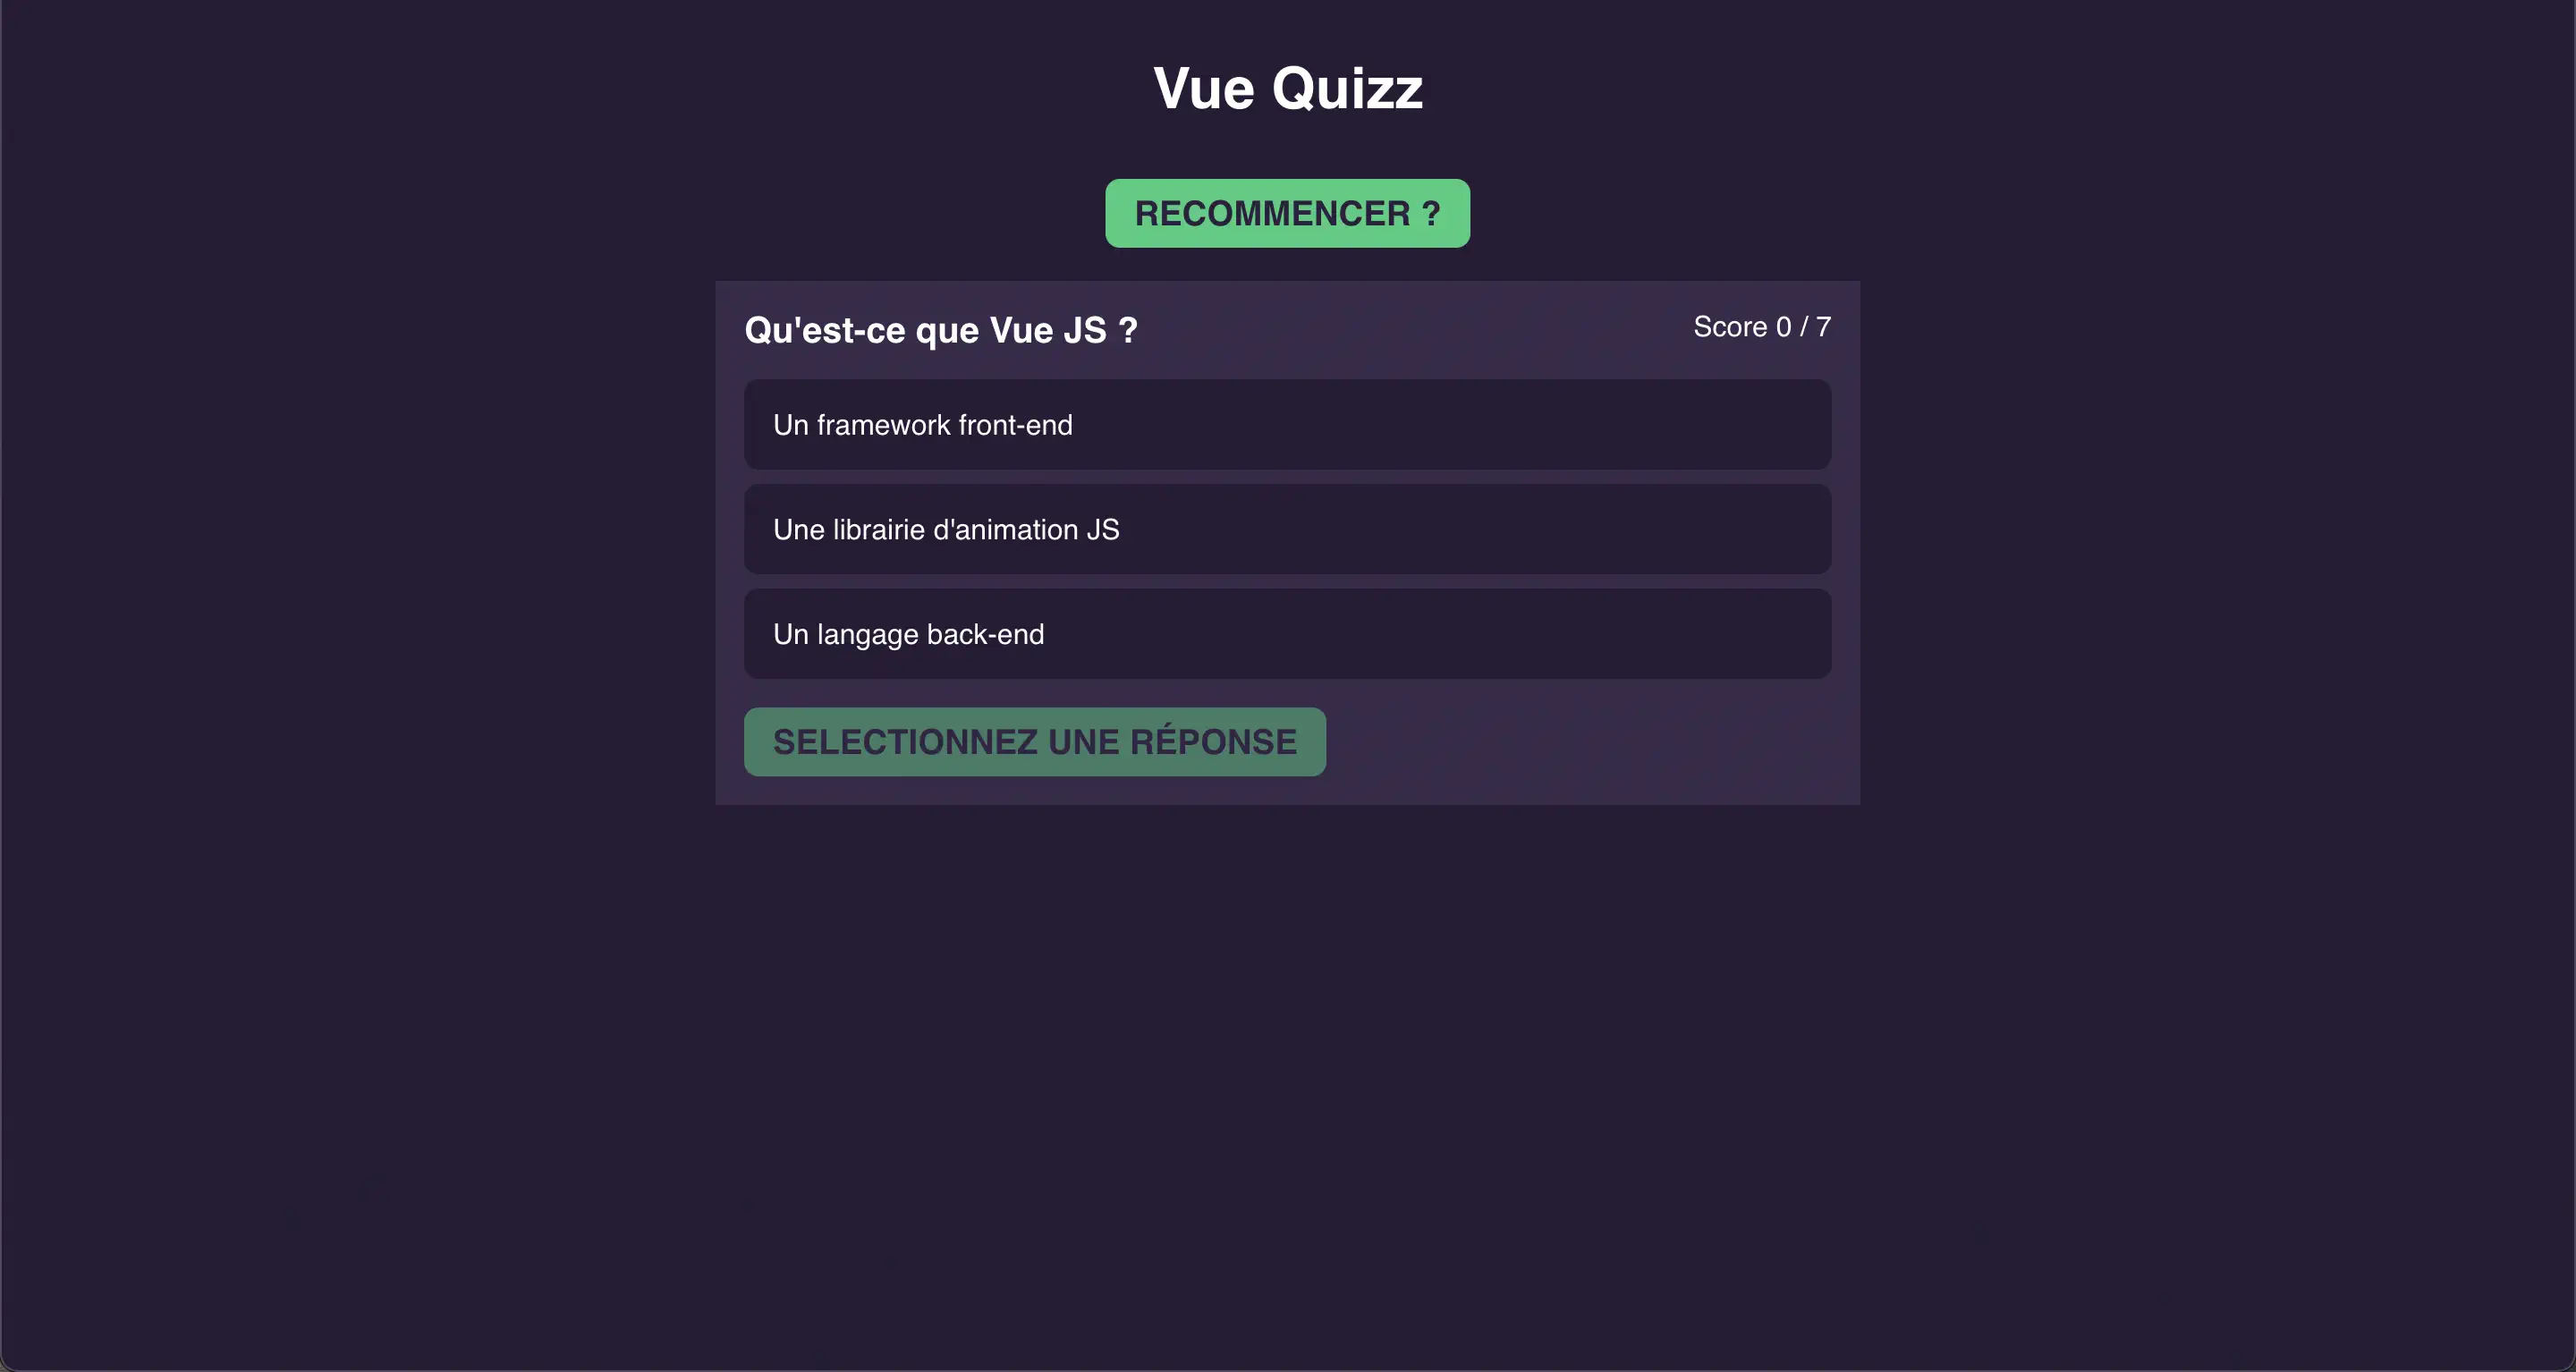 Vue Quizz
RECOMMENCER ?
Qu'est-ce que Vue JS ?
Score 0 / 7
Un framework front-end
Une librairie d'animation JS
Un langage back-end
SELECTIONNEZ UNE RÉPONSE